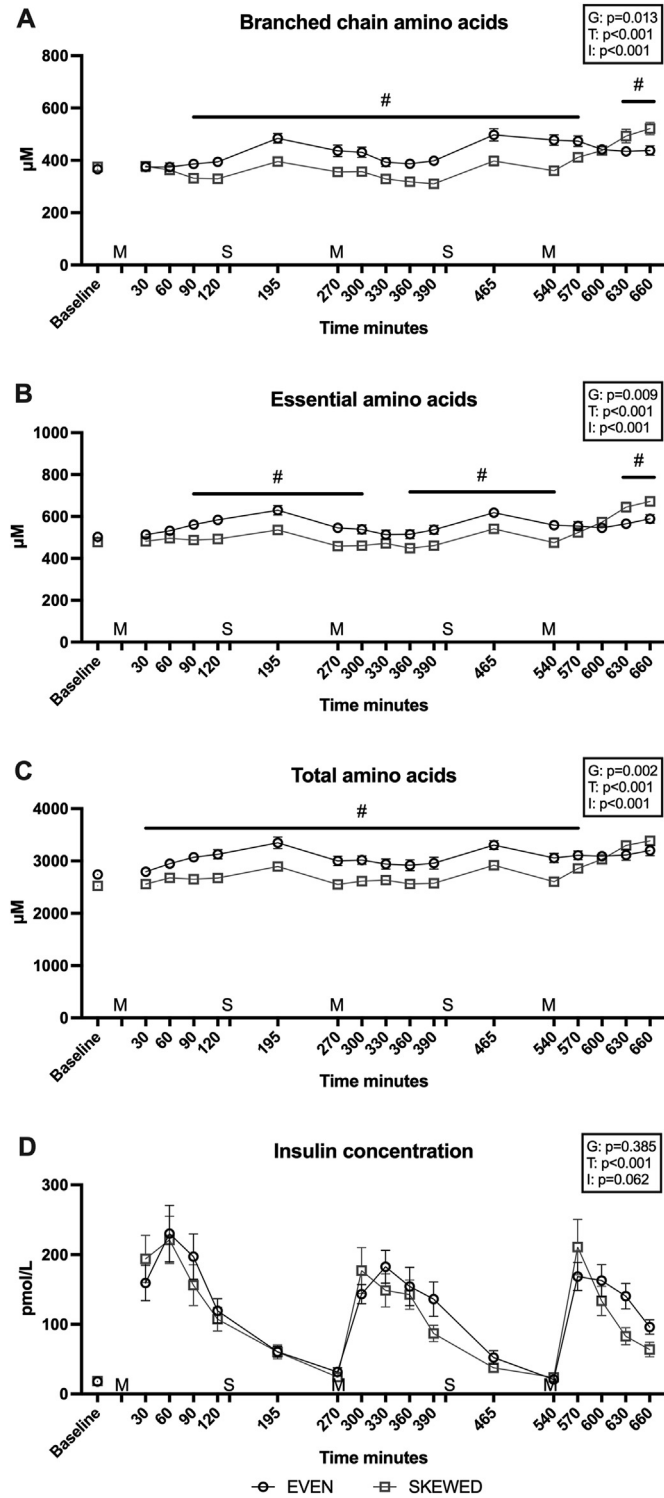 A
Branched chain amino acids
G: p=0.013
T: p<0.001
I: p<0.001
#
#
µM
800
600
400
200
0
M S M S M
Baseline 30 60 90 120 195 270 300 330 360 390 465 540 570 600 630 660
Time minutes
B
Essential amino acids
G: p=0.009
T: p<0.001
I: p<0.001
#
#
#
µM
1000
800
600
400
200
0
M S M S M
Baseline 30 60 90 120 195 270 300 330 360 390 465 540 570 600 630 660
Time minutes
C
Total amino acids
G: p=0.002
T: p<0.001
I: p<0.001
#
µM
4000
3000
2000
1000
0
M S M S M
Baseline 30 60 90 120 195 270 300 330 360 390 465 540 570 600 630 660
Time minutes
D
Insulin concentration
G: p=0.385
T: p<0.001
I: p=0.062
pmol/L
300
200
100
0
M S M S M
Baseline 30 60 90 120 195 270 300 330 360 390 465 540 570 600 630 660
Time minutes
EVEN SKEWED